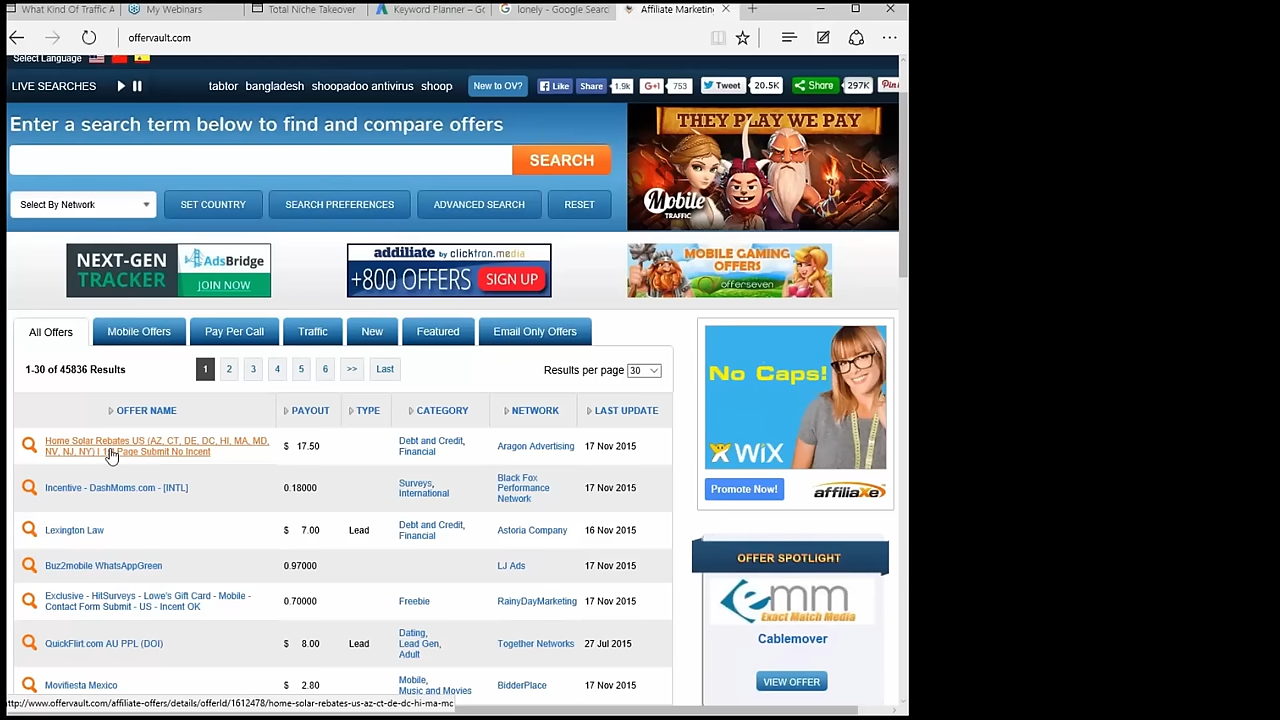 What Kind Of Traffic A
My Webinars
Total Niche Takeover
Keyword Planner – Go
lonely - Google Searc
Affiliate Marketing
offervault.com
Select Language
LIVE SEARCHES
tabtor bangladesh shoopadoo antivirus shoop
New to OV?
Like
Share
1.9k
G+1
753
Tweet
20.5K
Share
297K
Pin
Enter a search term below to find and compare offers
SEARCH
Select By Network
SET COUNTRY
SEARCH PREFERENCES
ADVANCED SEARCH
RESET
THEY PLAY WE PAY
Mobile
TRAFFIC
NEXT-GEN
TRACKER
AdsBridge
JOIN NOW
addiliate by clicktron.media
+800 OFFERS
SIGN UP
MOBILE GAMING
OFFERS
offerseven
All Offers
Mobile Offers
Pay Per Call
Traffic
New
Featured
Email Only Offers
1-30 of 45836 Results
1 2 3 4 5 6 >> Last
Results per page 30
OFFER NAME PAYOUT TYPE CATEGORY NETWORK LAST UPDATE
Home Solar Rebates US (AZ, CT, DE, DC, HI, MA, MD,
NV, NJ, NY) | Page Submit No Incent
$ 17.50
Debt and Credit,
Financial
Aragon Advertising
17 Nov 2015
Incentive - DashMoms.com - [INTL]
0.18000
Surveys,
International
Black Fox
Performance
Network
17 Nov 2015
Lexington Law
$ 7.00
Lead
Debt and Credit,
Financial
Astoria Company
16 Nov 2015
Buz2mobile WhatsAppGreen
0.97000
LJ Ads
17 Nov 2015
Exclusive - HitSurveys - Lowe's Gift Card - Mobile -
Contact Form Submit - US - Incent OK
0.70000
Freebie
RainyDayMarketing
17 Nov 2015
QuickFlirt.com AU PPL (DOI)
$ 8.00
Lead
Dating,
Lead Gen,
Adult
Together Networks
27 Jul 2015
Movifiesta Mexico
$ 2.80
Mobile,
Music and Movies
BidderPlace
17 Nov 2015
No Caps!
WiX
Promote Now!
affiliaXe
OFFER SPOTLIGHT
emm
Exact Match Media
Cablemover
VIEW OFFER
http://www.offervault.com/affiliate-offers/details/offerId/1612478/home-solar-rebates-us-az-ct-de-dc-hi-ma-mc